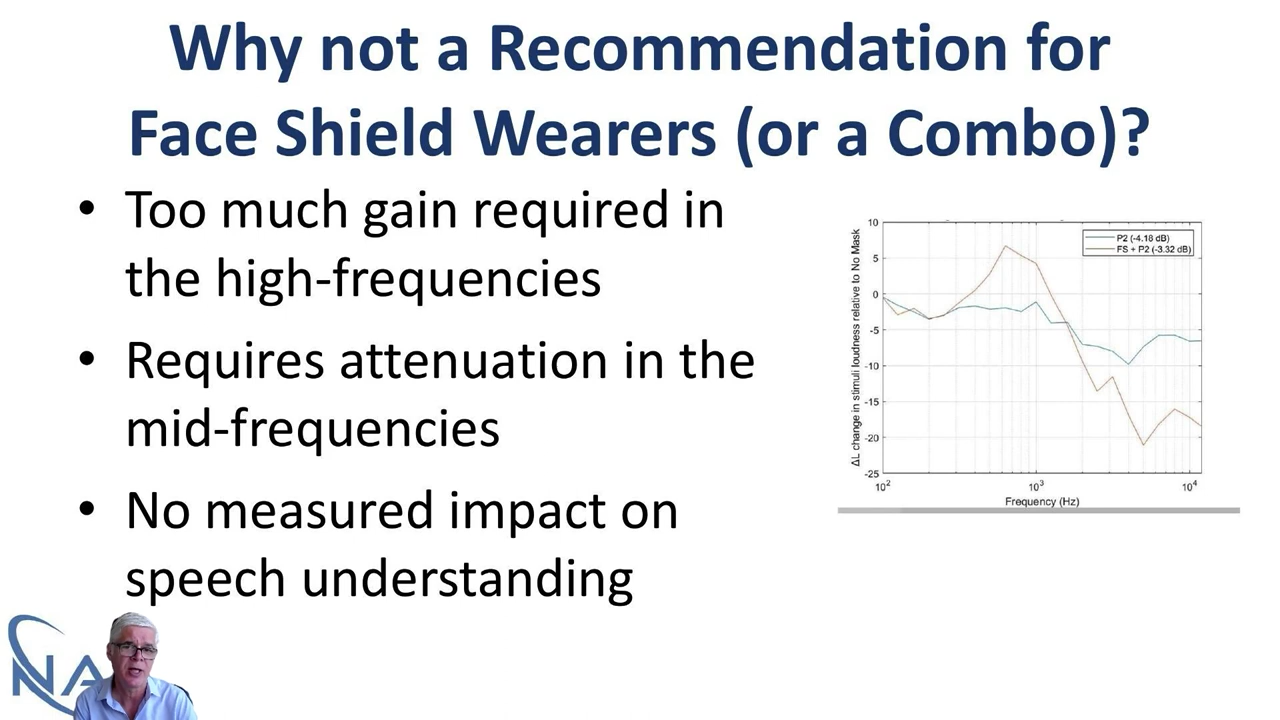 Why not a Recommendation for
Face Shield Wearers (or a Combo)?
• Too much gain required in
the high-frequencies
• Requires attenuation in the
mid-frequencies
• No measured impact on
speech understanding
ΔL change in stimuli loudness relative to No Mask
10
5
0
-5
-10
-15
-20
-25
P2 (-4.18 dB)
FS + P2 (-3.32 dB)
10²
10³
10⁴
Frequency (Hz)
NA